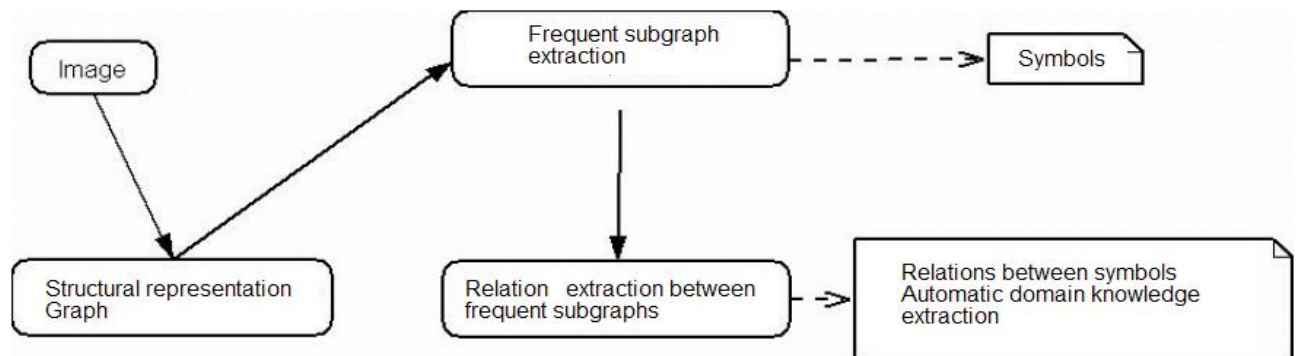 Image
Frequent subgraph
extraction
Symbols
Structural representation
Graph
Relation extraction between
frequent subgraphs
Relations between symbols
Automatic domain knowledge
extraction